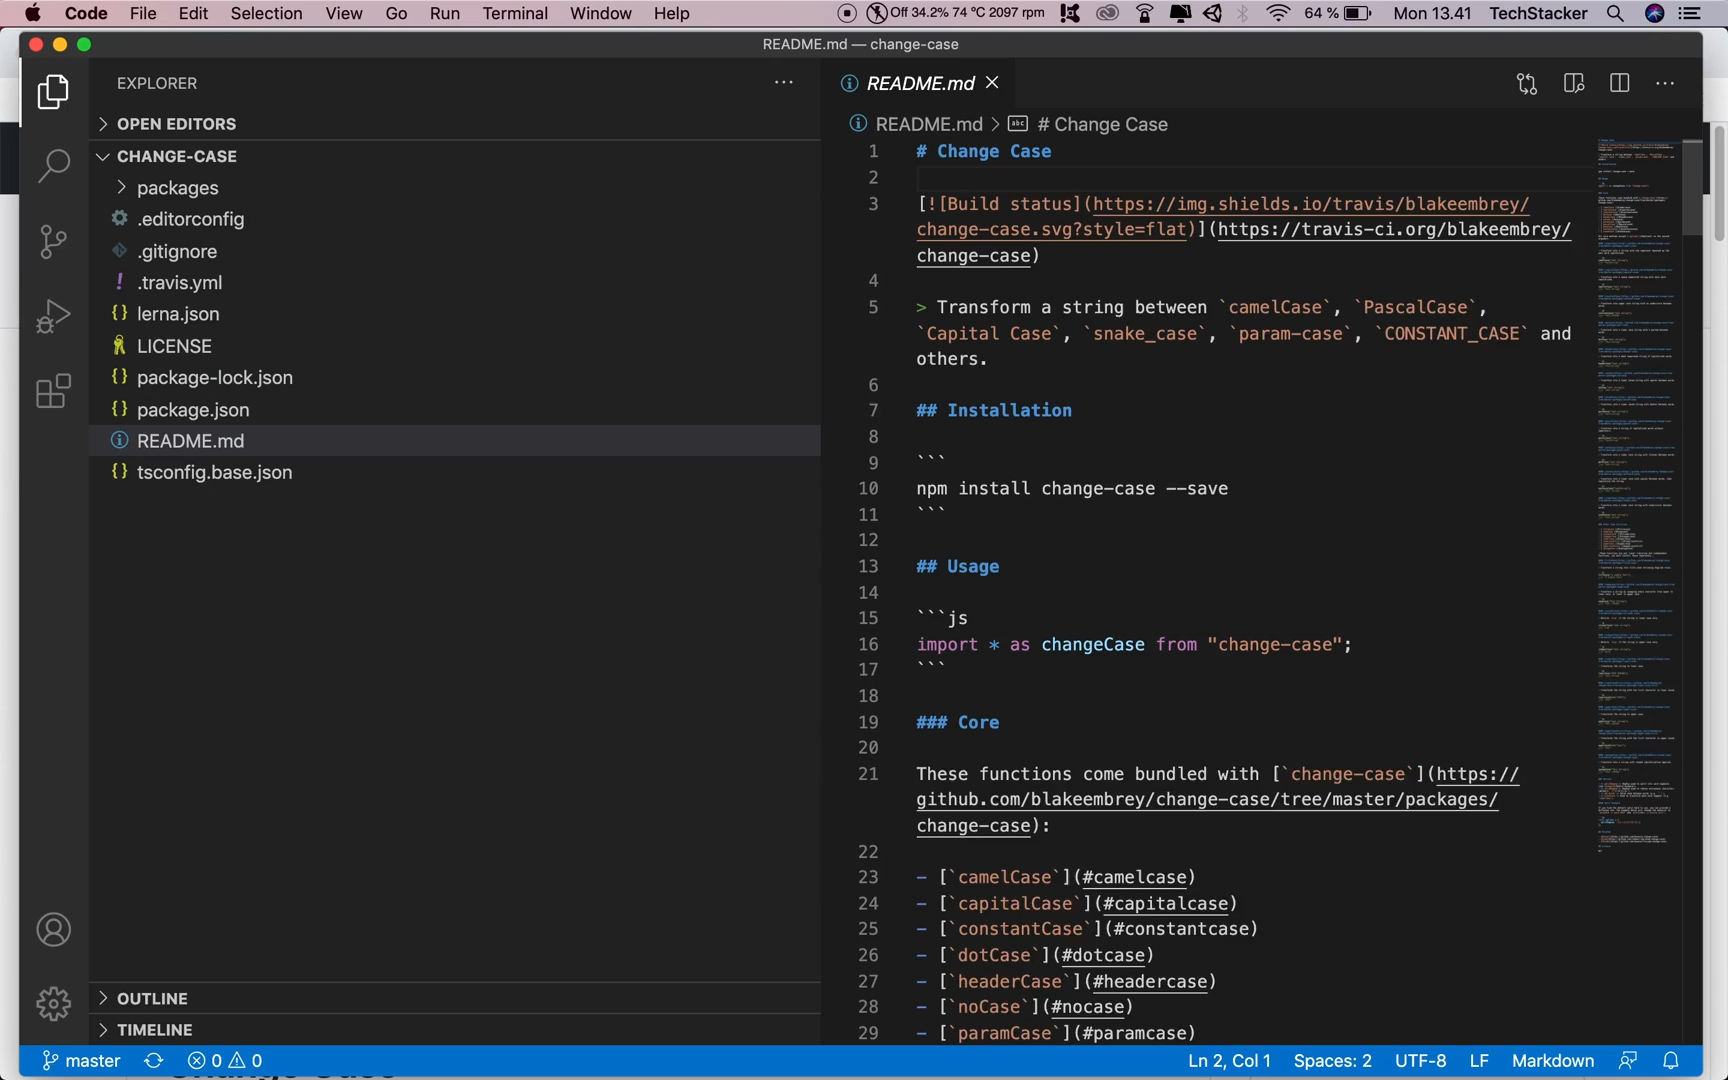 Code File Edit Selection View Go Run Terminal Window Help Off 34.2% 74 °C 2097 rpm 64 % Mon 13.41 TechStacker
README.md — change-case
EXPLORER
OPEN EDITORS
CHANGE-CASE
packages
.editorconfig
.gitignore
.travis.yml
lerna.json
LICENSE
package-lock.json
package.json
README.md
tsconfig.base.json
OUTLINE
TIMELINE
README.md
README.md > # Change Case
1 # Change Case
2
3 [![Build status](https://img.shields.io/travis/blakeembrey/
change-case.svg?style=flat)](https://travis-ci.org/blakeembrey/
change-case)
4
5 > Transform a string between `camelCase`, `PascalCase`,
`Capital Case`, `snake_case`, `param-case`, `CONSTANT_CASE` and
others.
6
7 ## Installation
8
9 ```
10 npm install change-case --save
11 ```
12
13 ## Usage
14
15 ```js
16 import * as changeCase from "change-case";
17 ```
18
19 ### Core
20
21 These functions come bundled with [`change-case`](https://
github.com/blakeembrey/change-case/tree/master/packages/
change-case):
22
23 - [`camelCase`](#camelcase)
24 - [`capitalCase`](#capitalcase)
25 - [`constantCase`](#constantcase)
26 - [`dotCase`](#dotcase)
27 - [`headerCase`](#headercase)
28 - [`noCase`](#nocase)
29 - [`paramCase`](#paramcase)
master 0 0 Ln 2, Col 1 Spaces: 2 UTF-8 LF Markdown